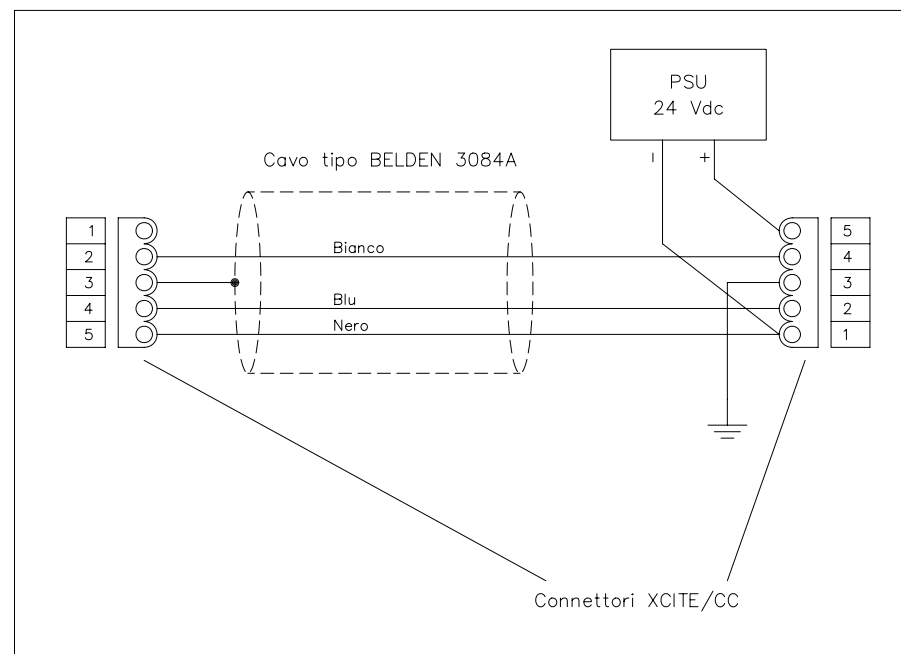 PSU
24 Vdc
- +
Cavo tipo BELDEN 3084A
1
2
3
4
5
Bianco
Blu
Nero
5
4
3
2
1
Connettori XCITE/CC